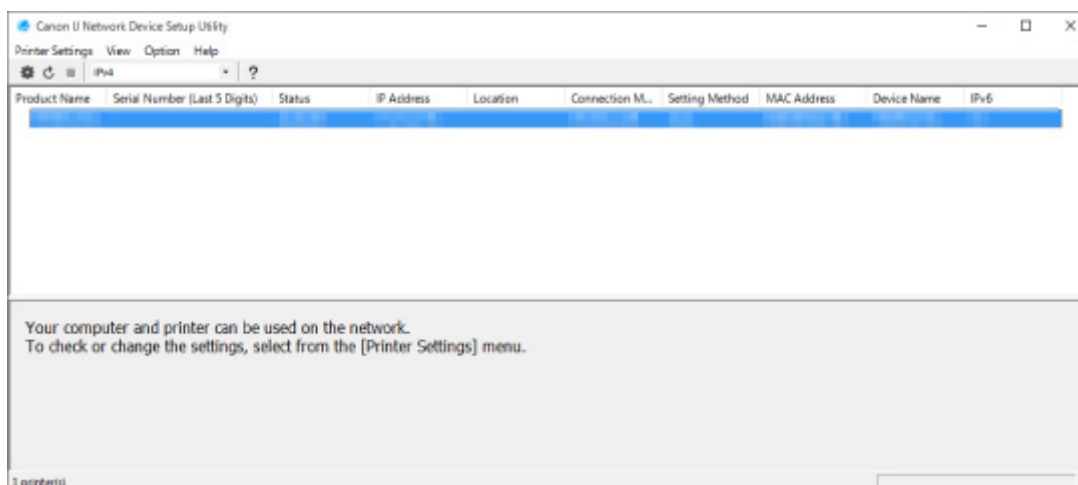 Canon IJ Network Device Setup Utility
Printer Settings View Option Help
IPv4 ?
Product Name Serial Number (Last 5 Digits) Status IP Address Location Connection M... Setting Method MAC Address Device Name IPv6
Your computer and printer can be used on the network.
To check or change the settings, select from the [Printer Settings] menu.
1 printer(s)